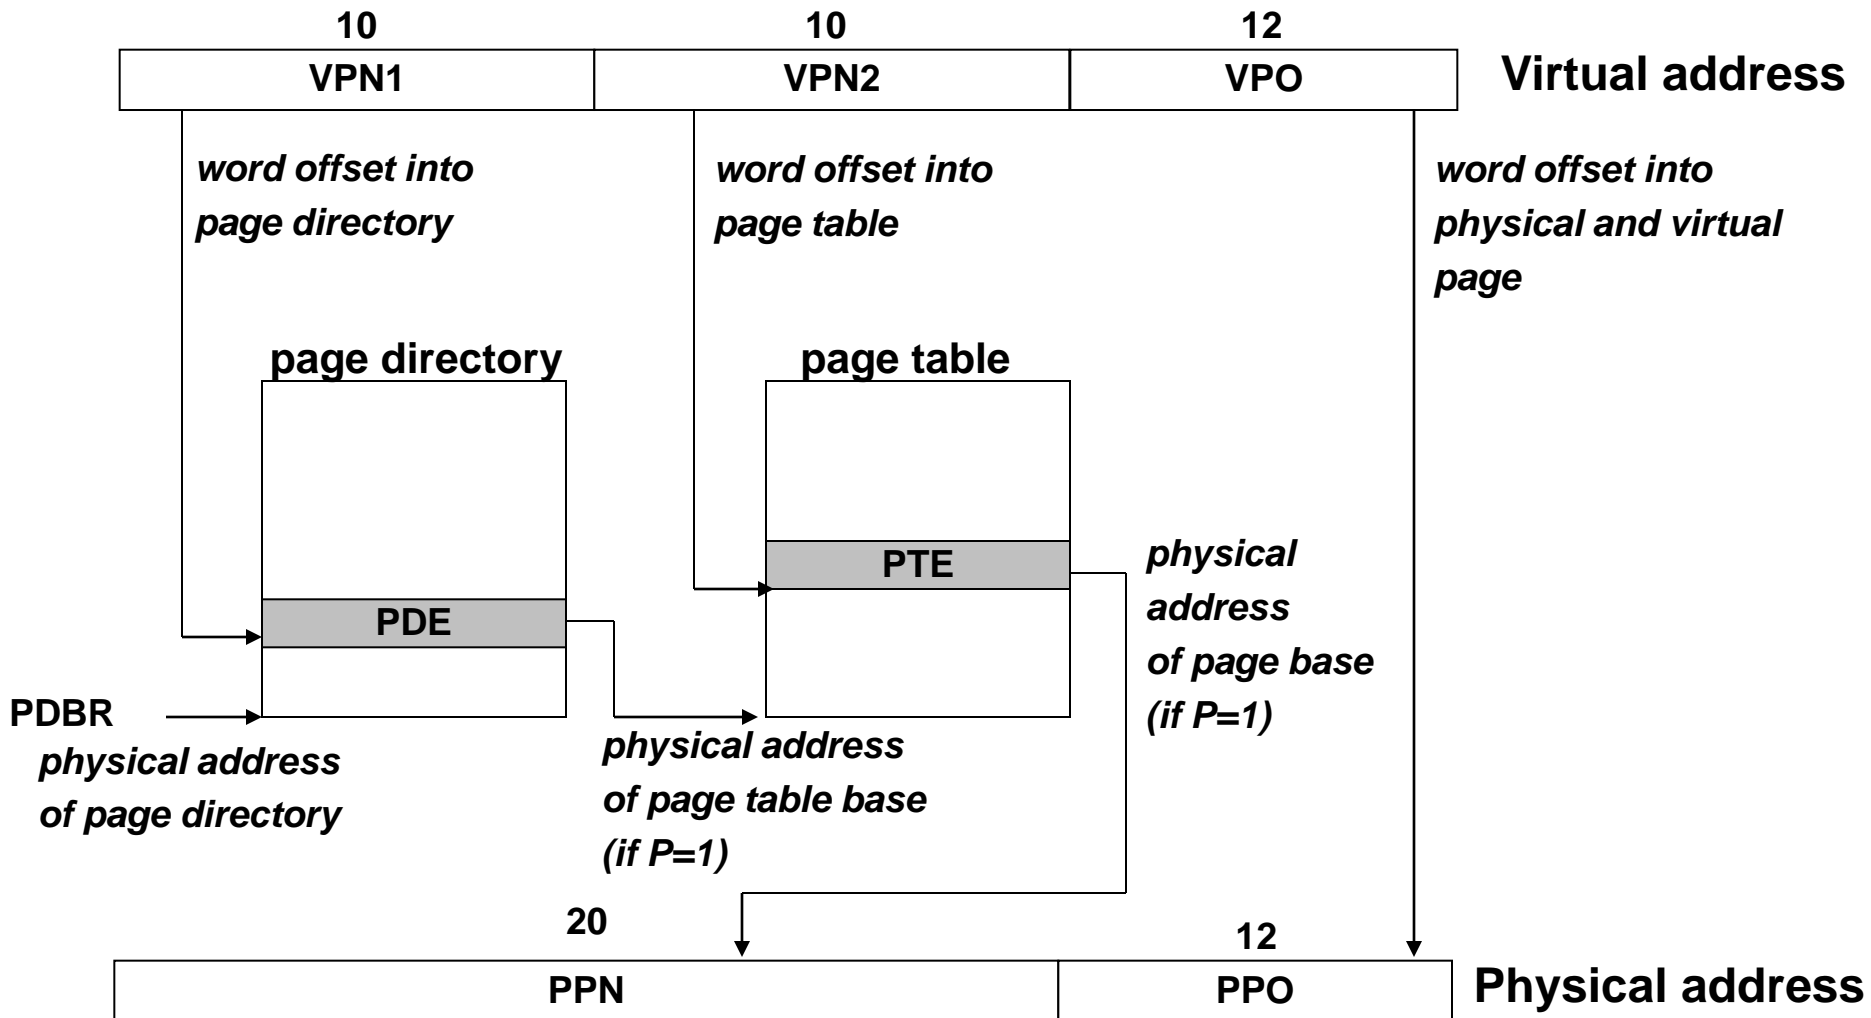 10
10
12
VPN1
VPN2
VPO
Virtual address
word offset into
page directory
word offset into
page table
word offset into
physical and virtual
page
page directory
page table
PTE
PDE
physical
address
of page base
(if P=1)
PDBR
physical address
of page directory
physical address
of page table base
(if P=1)
20
12
PPN
PPO
Physical address